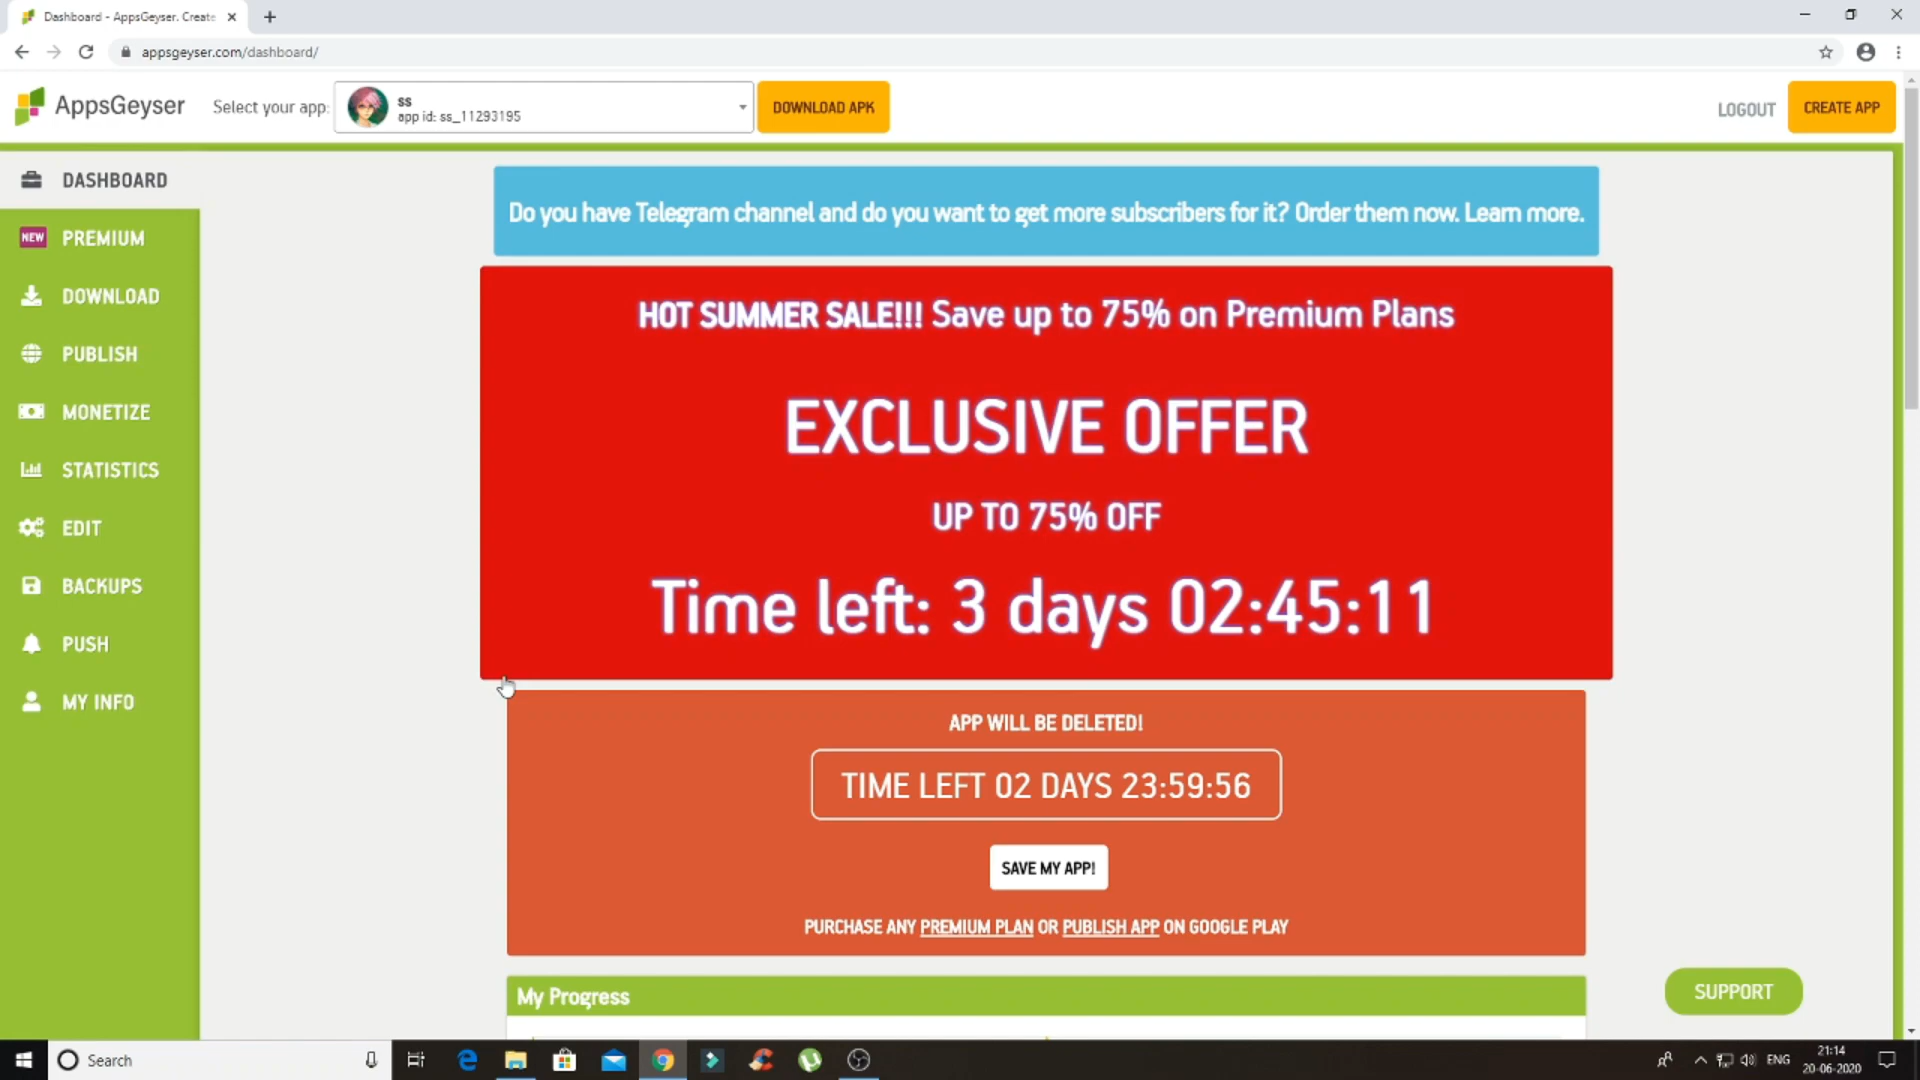 Dashboard - AppsGeyser. Create
appsgeyser.com/dashboard/
AppsGeyser
Select your app:
ss
app id: ss_11293195
DOWNLOAD APK
LOGOUT
CREATE APP
DASHBOARD
NEW PREMIUM
DOWNLOAD
PUBLISH
MONETIZE
STATISTICS
EDIT
BACKUPS
PUSH
MY INFO
Do you have Telegram channel and do you want to get more subscribers for it? Order them now. Learn more.
HOT SUMMER SALE!!! Save up to 75% on Premium Plans
EXCLUSIVE OFFER
UP TO 75% OFF
Time left: 3 days 02:45:11
APP WILL BE DELETED!
TIME LEFT 02 DAYS 23:59:56
SAVE MY APP!
PURCHASE ANY PREMIUM PLAN OR PUBLISH APP ON GOOGLE PLAY
My Progress
SUPPORT
Search
ENG
21:14
20-06-2020